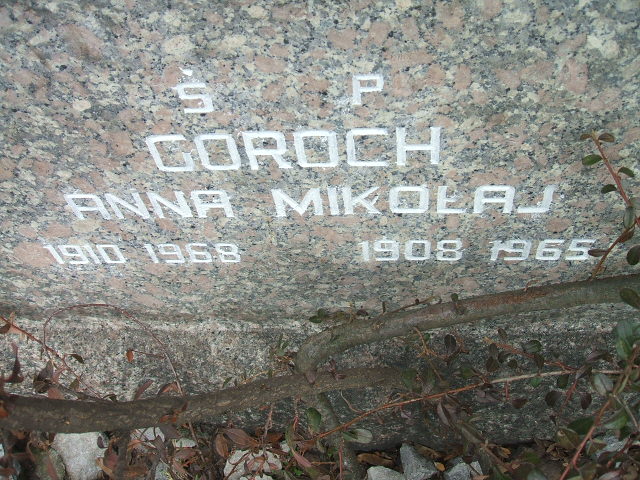 Ś P
GOROCH
ANNA MIKOŁAJ
1910 1968 1908 1965